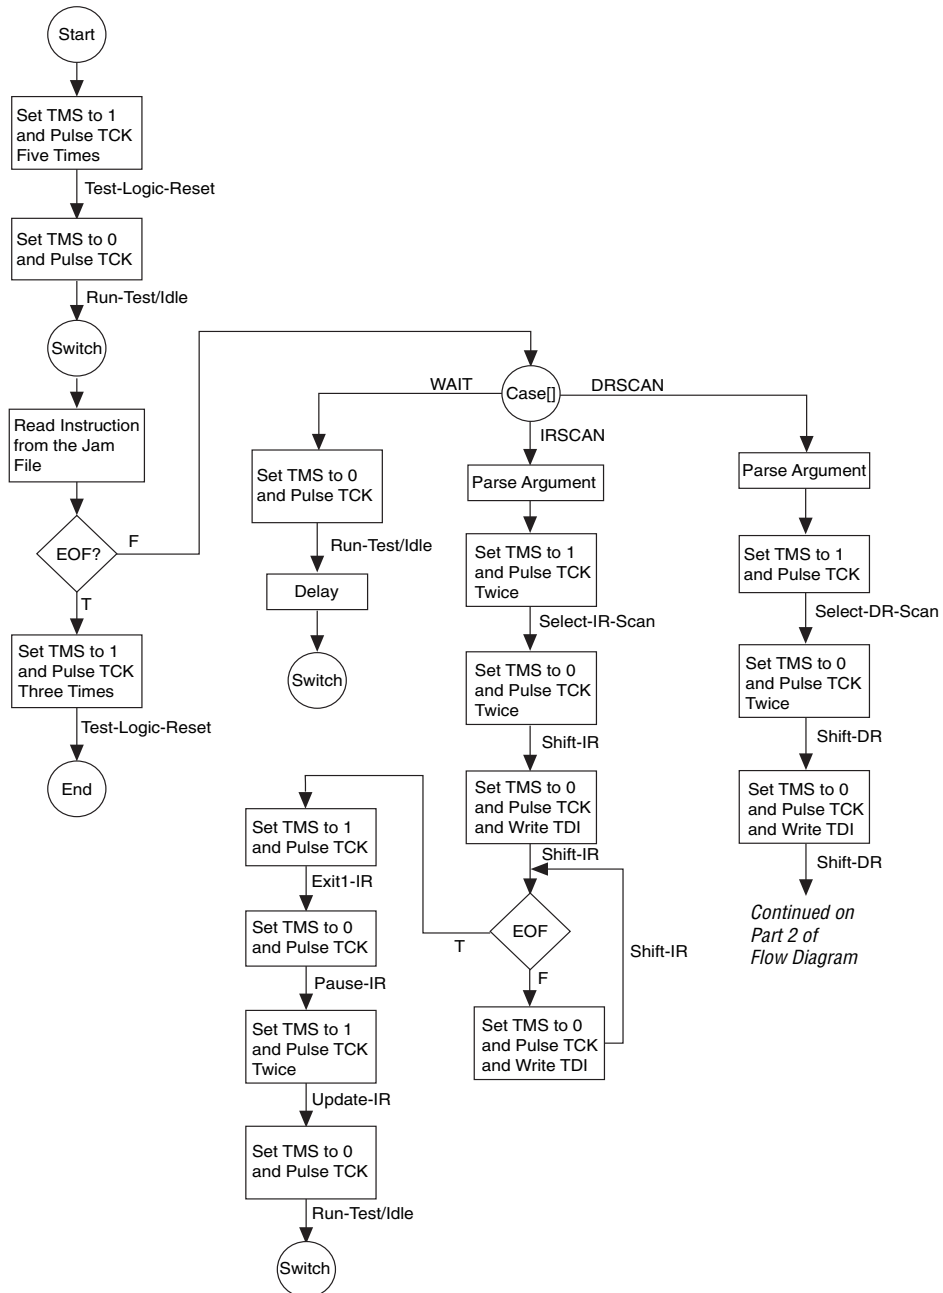 Start
Set TMS to 1
and Pulse TCK
Five Times
Test-Logic-Reset
Set TMS to 0
and Pulse TCK
Run-Test/Idle
Switch
Read Instruction
from the Jam
File
EOF?
F
T
Set TMS to 1
and Pulse TCK
Three Times
Test-Logic-Reset
End
Case[]
WAIT
Set TMS to 0
and Pulse TCK
Run-Test/Idle
Delay
Switch
IRSCAN
Parse Argument
Set TMS to 1
and Pulse TCK
Twice
Select-IR-Scan
Set TMS to 0
and Pulse TCK
Twice
Shift-IR
Set TMS to 0
and Pulse TCK
and Write TDI
Shift-IR
EOF
T
F
Set TMS to 0
and Pulse TCK
and Write TDI
Shift-IR
Set TMS to 1
and Pulse TCK
Exit1-IR
Set TMS to 0
and Pulse TCK
Pause-IR
Set TMS to 1
and Pulse TCK
Twice
Update-IR
Set TMS to 0
and Pulse TCK
Run-Test/Idle
Switch
DRSCAN
Parse Argument
Set TMS to 1
and Pulse TCK
Select-DR-Scan
Set TMS to 0
and Pulse TCK
Twice
Shift-DR
Set TMS to 0
and Pulse TCK
and Write TDI
Shift-DR
Continued on
Part 2 of
Flow Diagram